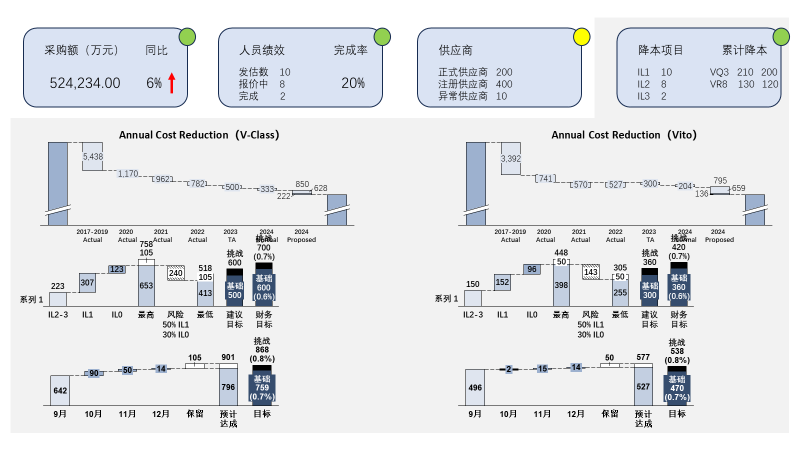 采购额（万元） 同比
524,234.00 6%
人员绩效 完成率
发估数 10
报价中 8
完成 2
20%
供应商
正式供应商 200
注册供应商 400
异常供应商 10
降本项目 累计降本
IL1 10 VQ3 210 200
IL2 8 VR8 130 120
IL3 2
Annual Cost Reduction（V-Class）
5,438
1,170
962
782
500
333
222
850
628
2017-2019 2020 2021 2022 2023 2024 2024
Actual Actual Actual Actual TA Proposed
758
105
223 307 123 653 240
518
105
413
挑战
600
基础
500
挑战
700
(0.7%)
基础
600
(0.6%)
系列 1
IL2-3 IL1 IL0 最高 风险 最低 建议 财务
50% IL1 目标 目标
30% IL0
642 90 50 14 105 901
796
挑战
868
(0.8%)
基础
759
(0.7%)
9月 10月 11月 12月 保留 预计 目标
达成
Annual Cost Reduction（Vito）
3,392
741
570
527
300
204
136
795
659
2017-2019 2020 2021 2022 2023 2024 2024
Actual Actual Actual Actual TA Proposed
448
50
150 152 96 398 143
305
50
255
挑战
360
基础
300
挑战
420
(0.7%)
基础
360
(0.6%)
系列 1
IL2-3 IL1 IL0 最高 风险 最低 建议 财务
50% IL1 目标 目标
30% IL0
496 2 15 14 50 577
527
挑战
538
(0.8%)
基础
470
(0.7%)
9月 10月 11月 12月 保留 预计 目标
达成